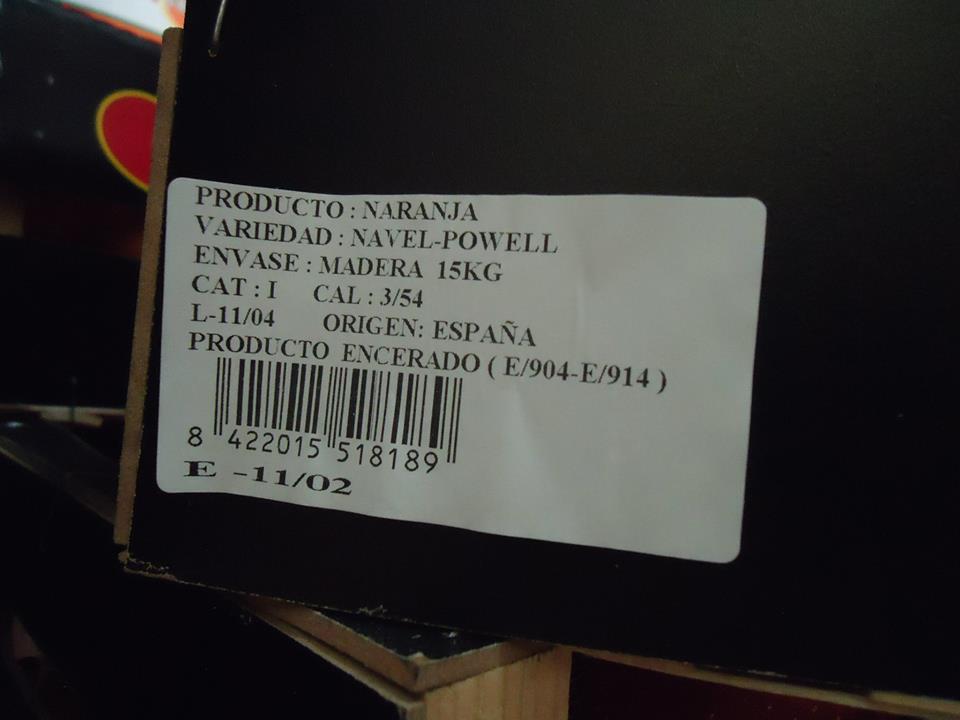 PRODUCTO : NARANJA
VARIEDAD : NAVEL-POWELL
ENVASE : MADERA 15KG
CAT : I CAL : 3/54
L-11/04 ORIGEN: ESPAÑA
PRODUCTO ENCERADO ( E/904-E/914 )
8 422015 518189
E -11/02